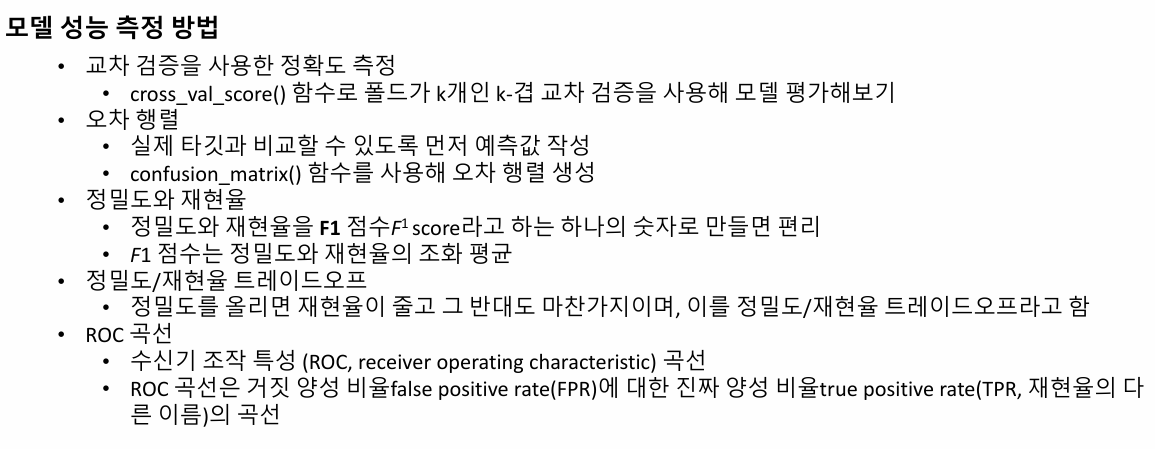 모델 성능 측정 방법
• 교차 검증을 사용한 정확도 측정
• cross_val_score() 함수로 폴드가 k개인 k-겹 교차 검증을 사용해 모델 평가해보기
• 오차 행렬
• 실제 타깃과 비교할 수 있도록 먼저 예측값 작성
• confusion_matrix() 함수를 사용해 오차 행렬 생성
• 정밀도와 재현율
• 정밀도와 재현율을 F1 점수F¹ score라고 하는 하나의 숫자로 만들면 편리
• F1 점수는 정밀도와 재현율의 조화 평균
• 정밀도/재현율 트레이드오프
• 정밀도를 올리면 재현율이 줄고 그 반대도 마찬가지이며, 이를 정밀도/재현율 트레이드오프라고 함
• ROC 곡선
• 수신기 조작 특성 (ROC, receiver operating characteristic) 곡선
• ROC 곡선은 거짓 양성 비율false positive rate(FPR)에 대한 진짜 양성 비율true positive rate(TPR, 재현율의 다
른 이름)의 곡선